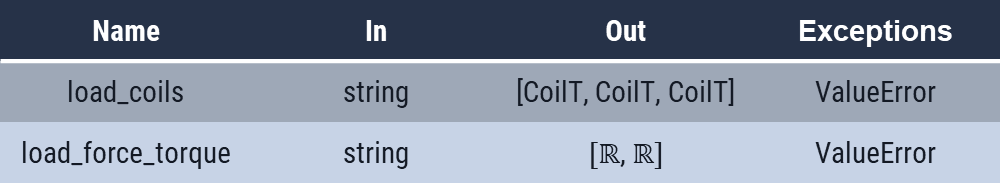 Name In Out Exceptions
load_coils string [CoilT, CoilT, CoilT] ValueError
load_force_torque string [ℝ, ℝ] ValueError